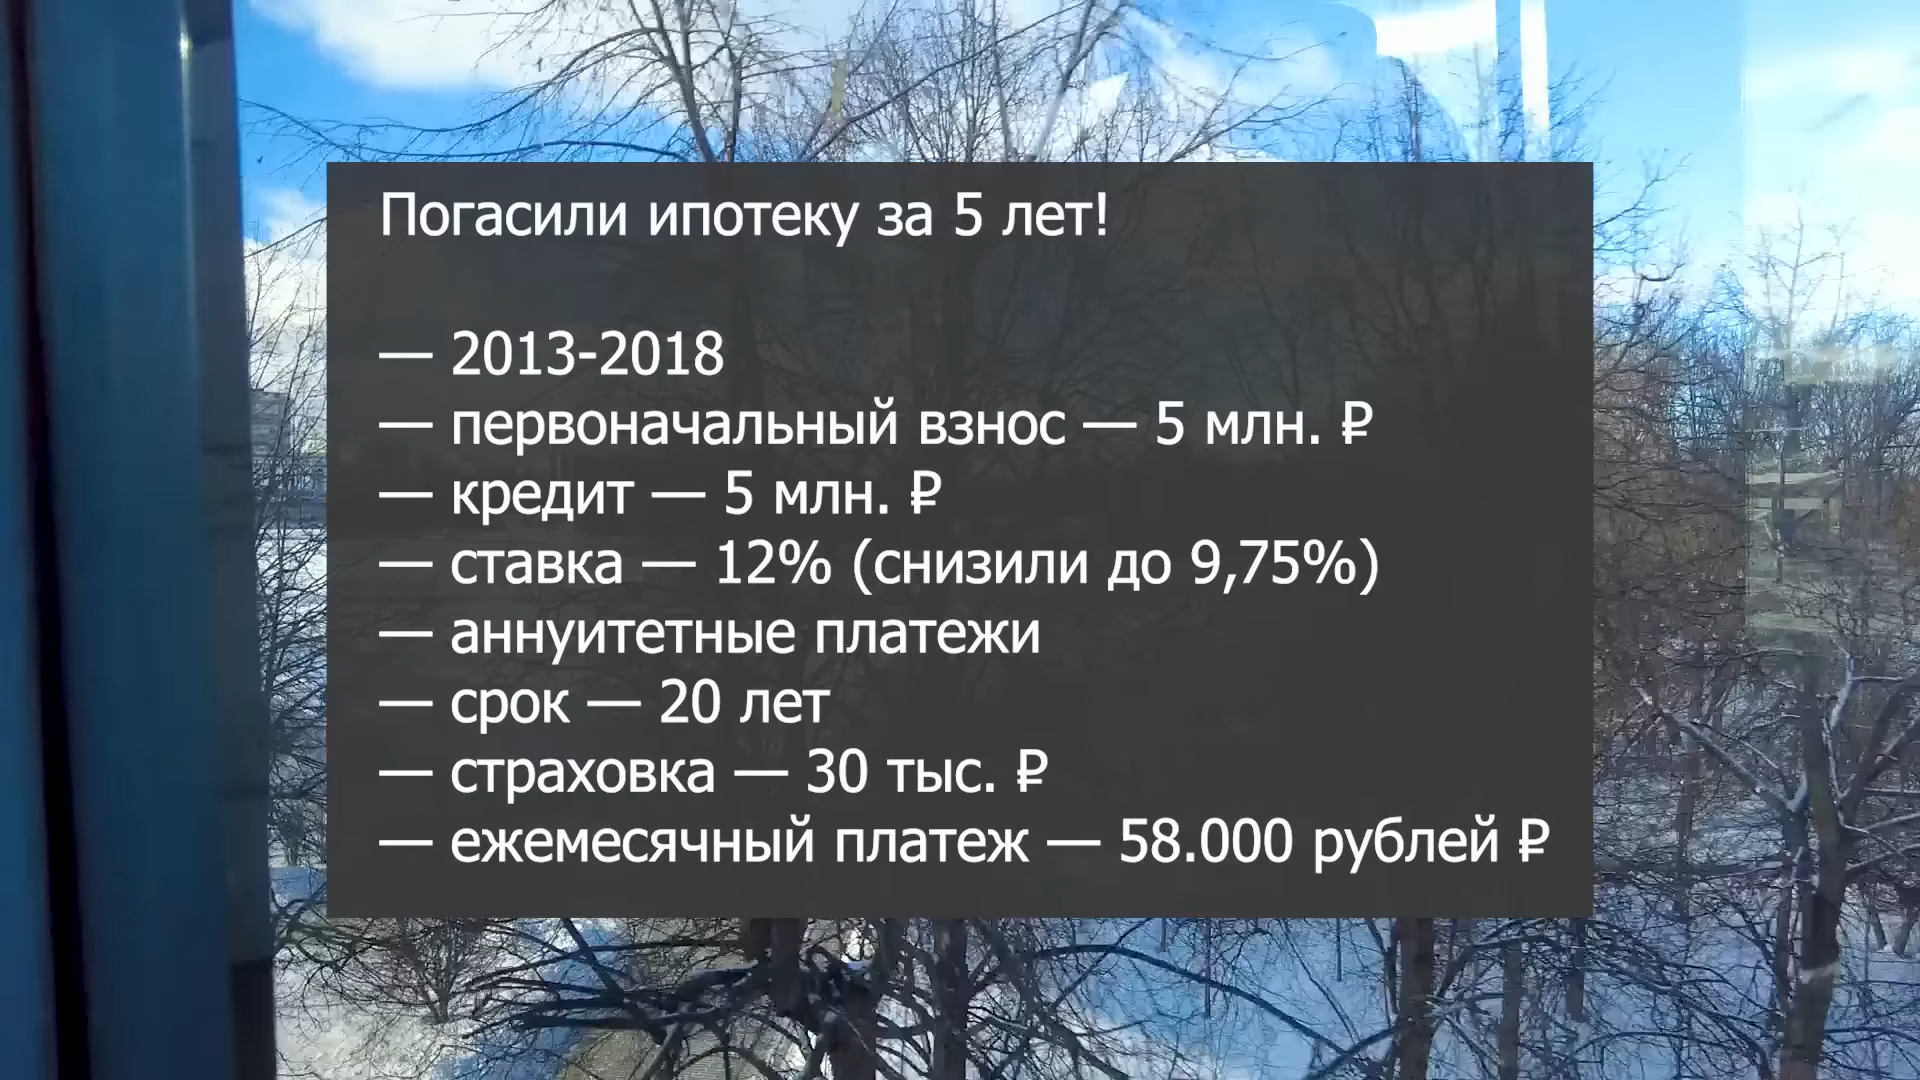 Погасили ипотеку за 5 лет!
— 2013-2018
— первоначальный взнос — 5 млн. ₽
— кредит — 5 млн. ₽
— ставка — 12% (снизили до 9,75%)
— аннуитетные платежи
— срок — 20 лет
— страховка — 30 тыс. ₽
— ежемесячный платеж — 58.000 рублей ₽